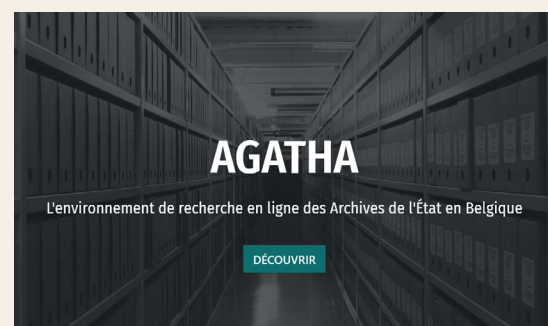 AGATHA
L'environnement de recherche en ligne des Archives de l'État en Belgique
DÉCOUVRIR